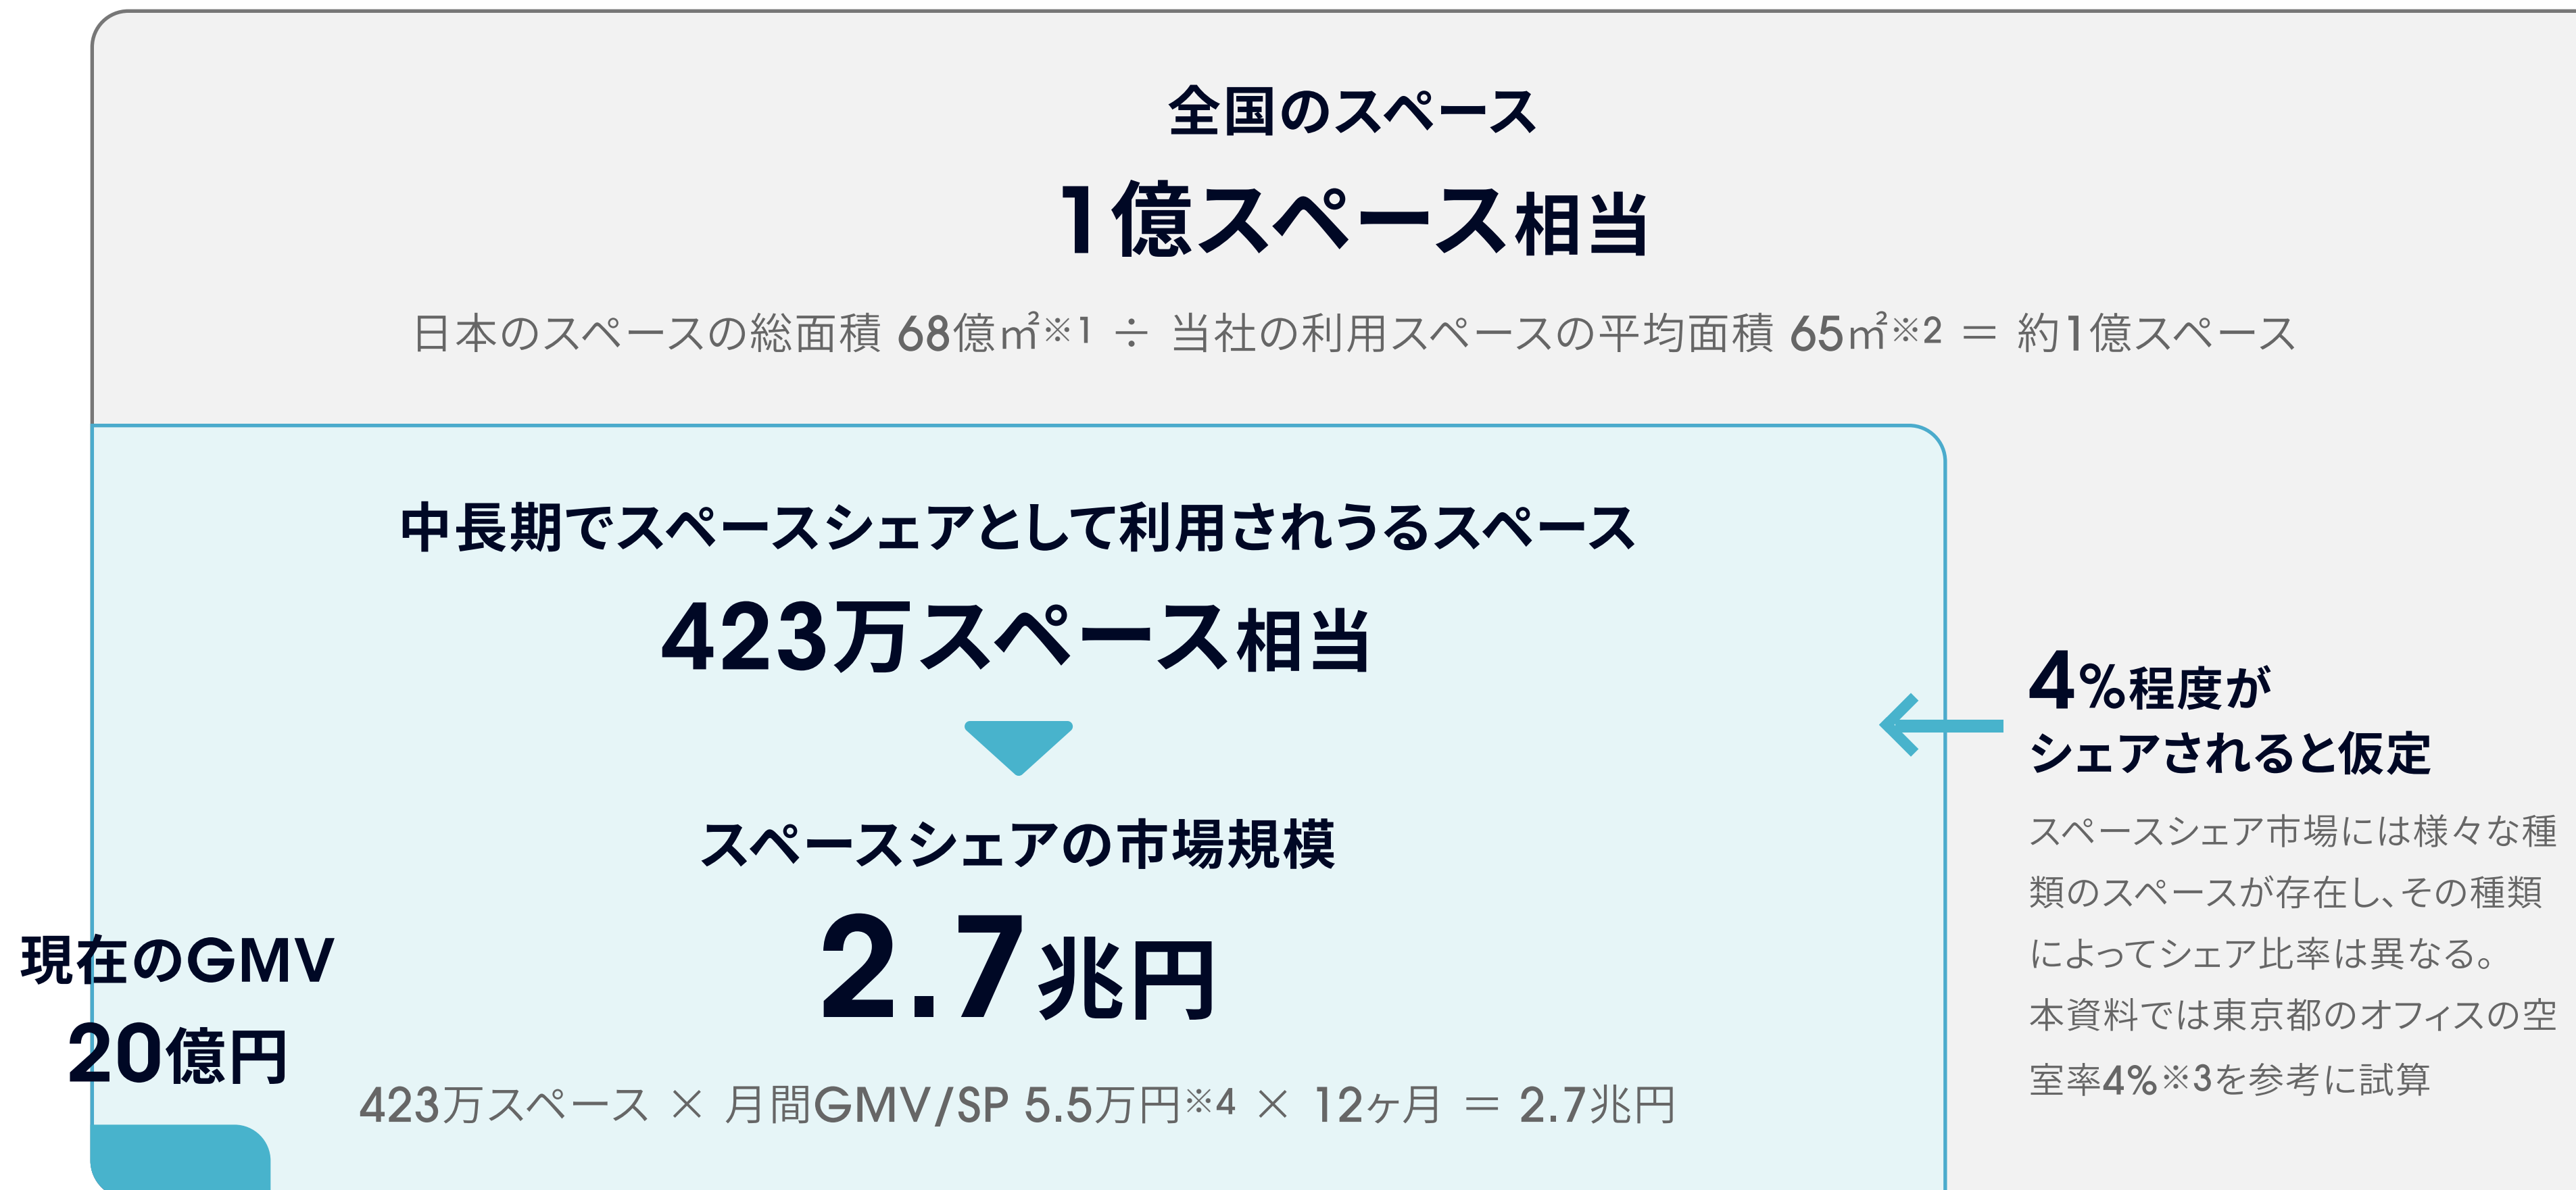 全国のスペース
1億スペース相当
日本のスペースの総面積 68億㎡※1 ÷ 当社の利用スペースの平均面積 65㎡※2 = 約1億スペース
中長期でスペースシェアとして利用されうるスペース
423万スペース相当
スペースシェアの市場規模
2.7兆円
423万スペース × 月間GMV/SP 5.5万円※4 × 12ヶ月 = 2.7兆円
現在のGMV
20億円
4%程度が
シェアされると仮定
スペースシェア市場には様々な種
類のスペースが存在し、その種類
によってシェア比率は異なる。
本資料では東京都のオフィスの空
室率4%※3を参考に試算